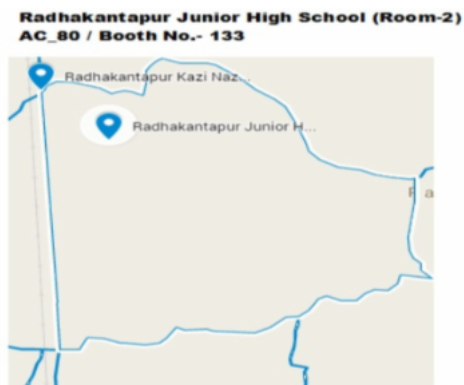 Radhakantapur Junior High School (Room-2)
AC_80 / Booth No.- 133
Radhakantapur Kazi Naz...
Radhakantapur Junior H...